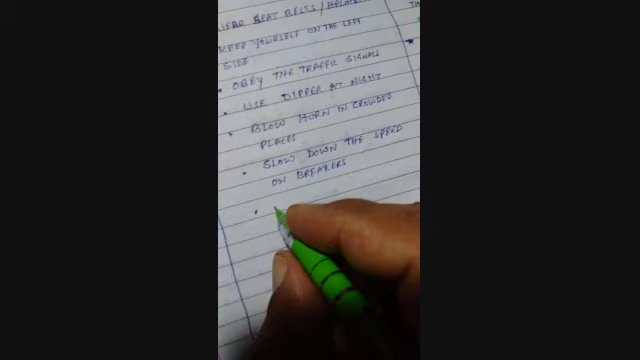 WEAR SEAT BELTS / HELMET
KEEP YOURSELF ON THE LEFT
SIDE
• OBEY THE TRAFFIC SIGNALS
• USE DIPPER AT NIGHT
• BLOW HORN IN CROWDED
PLACES
• SLOW DOWN THE SPEED
ON BREAKERS
•